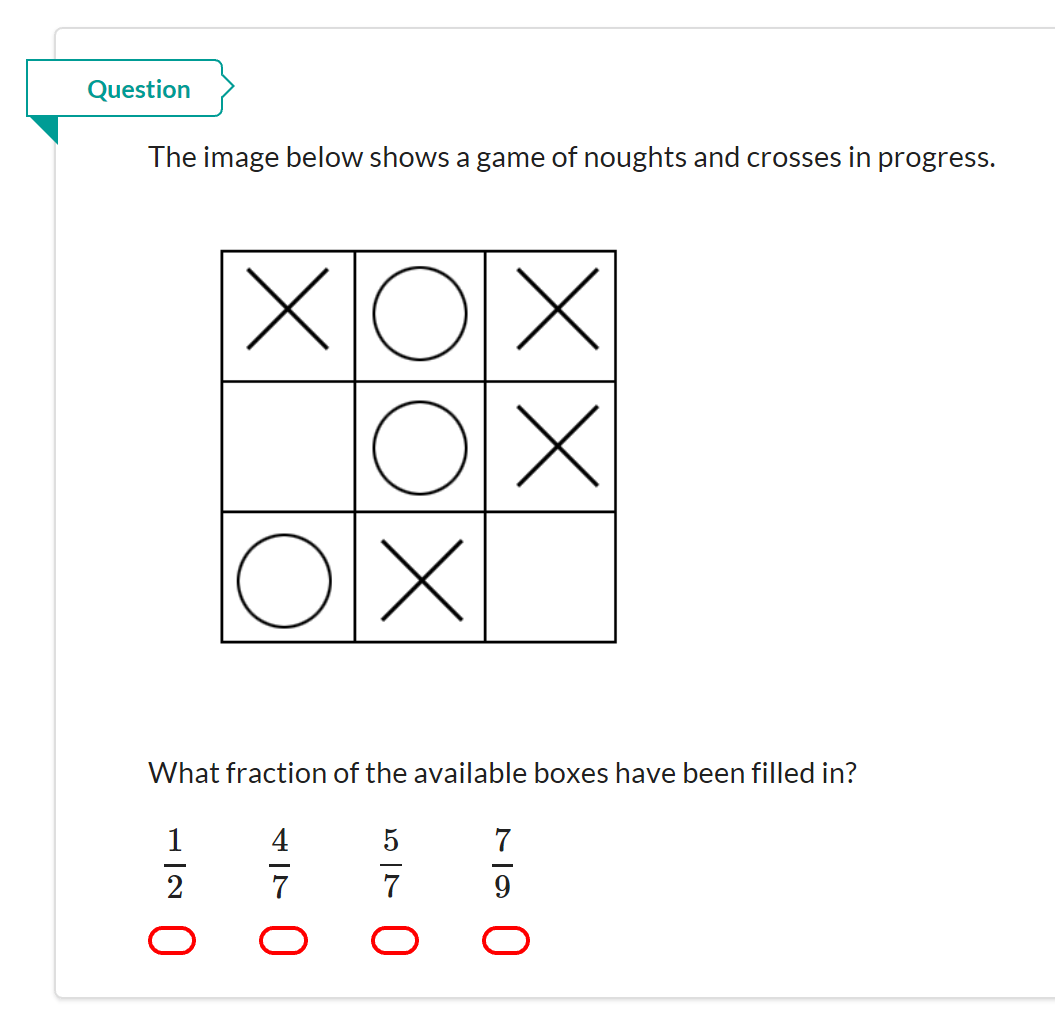 Question
The image below shows a game of noughts and crosses in progress.
X O X
O X
O X
What fraction of the available boxes have been filled in?
1/2 4/7 5/7 7/9